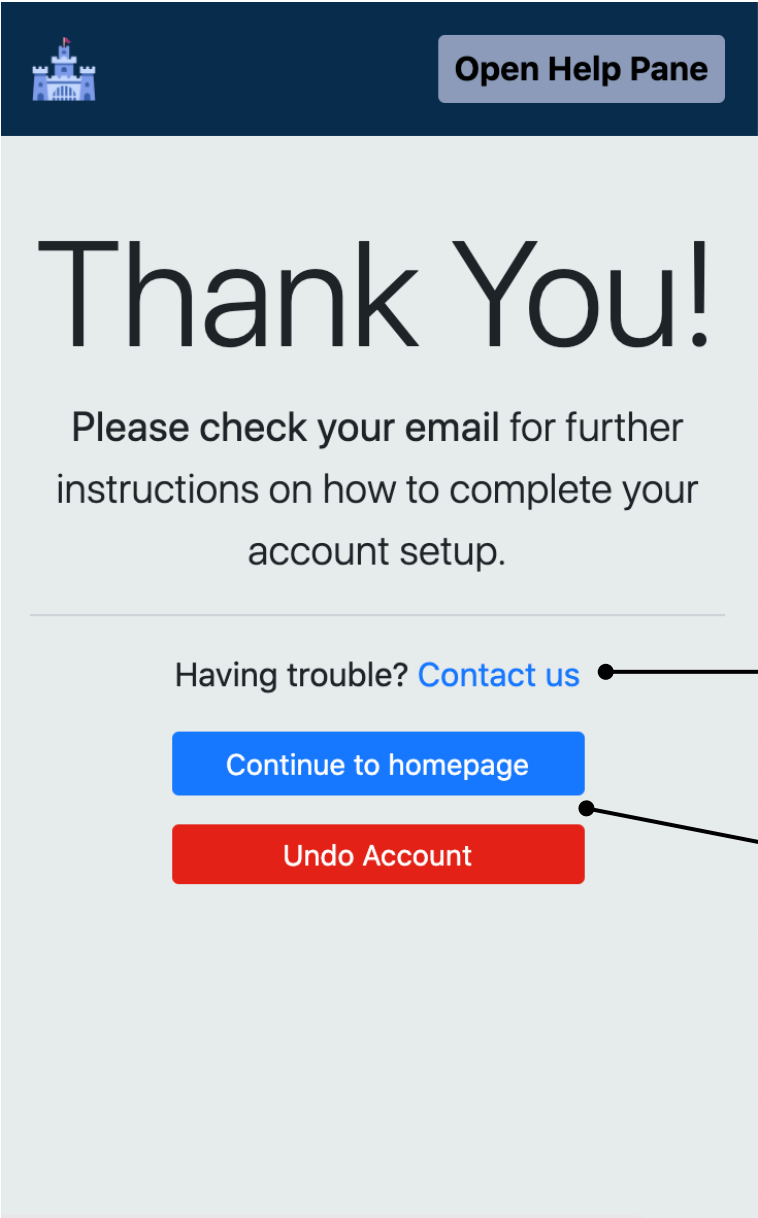 Open Help Pane
Thank You!
Please check your email for further
instructions on how to complete your
account setup.
Having trouble? Contact us
Continue to homepage
Undo Account